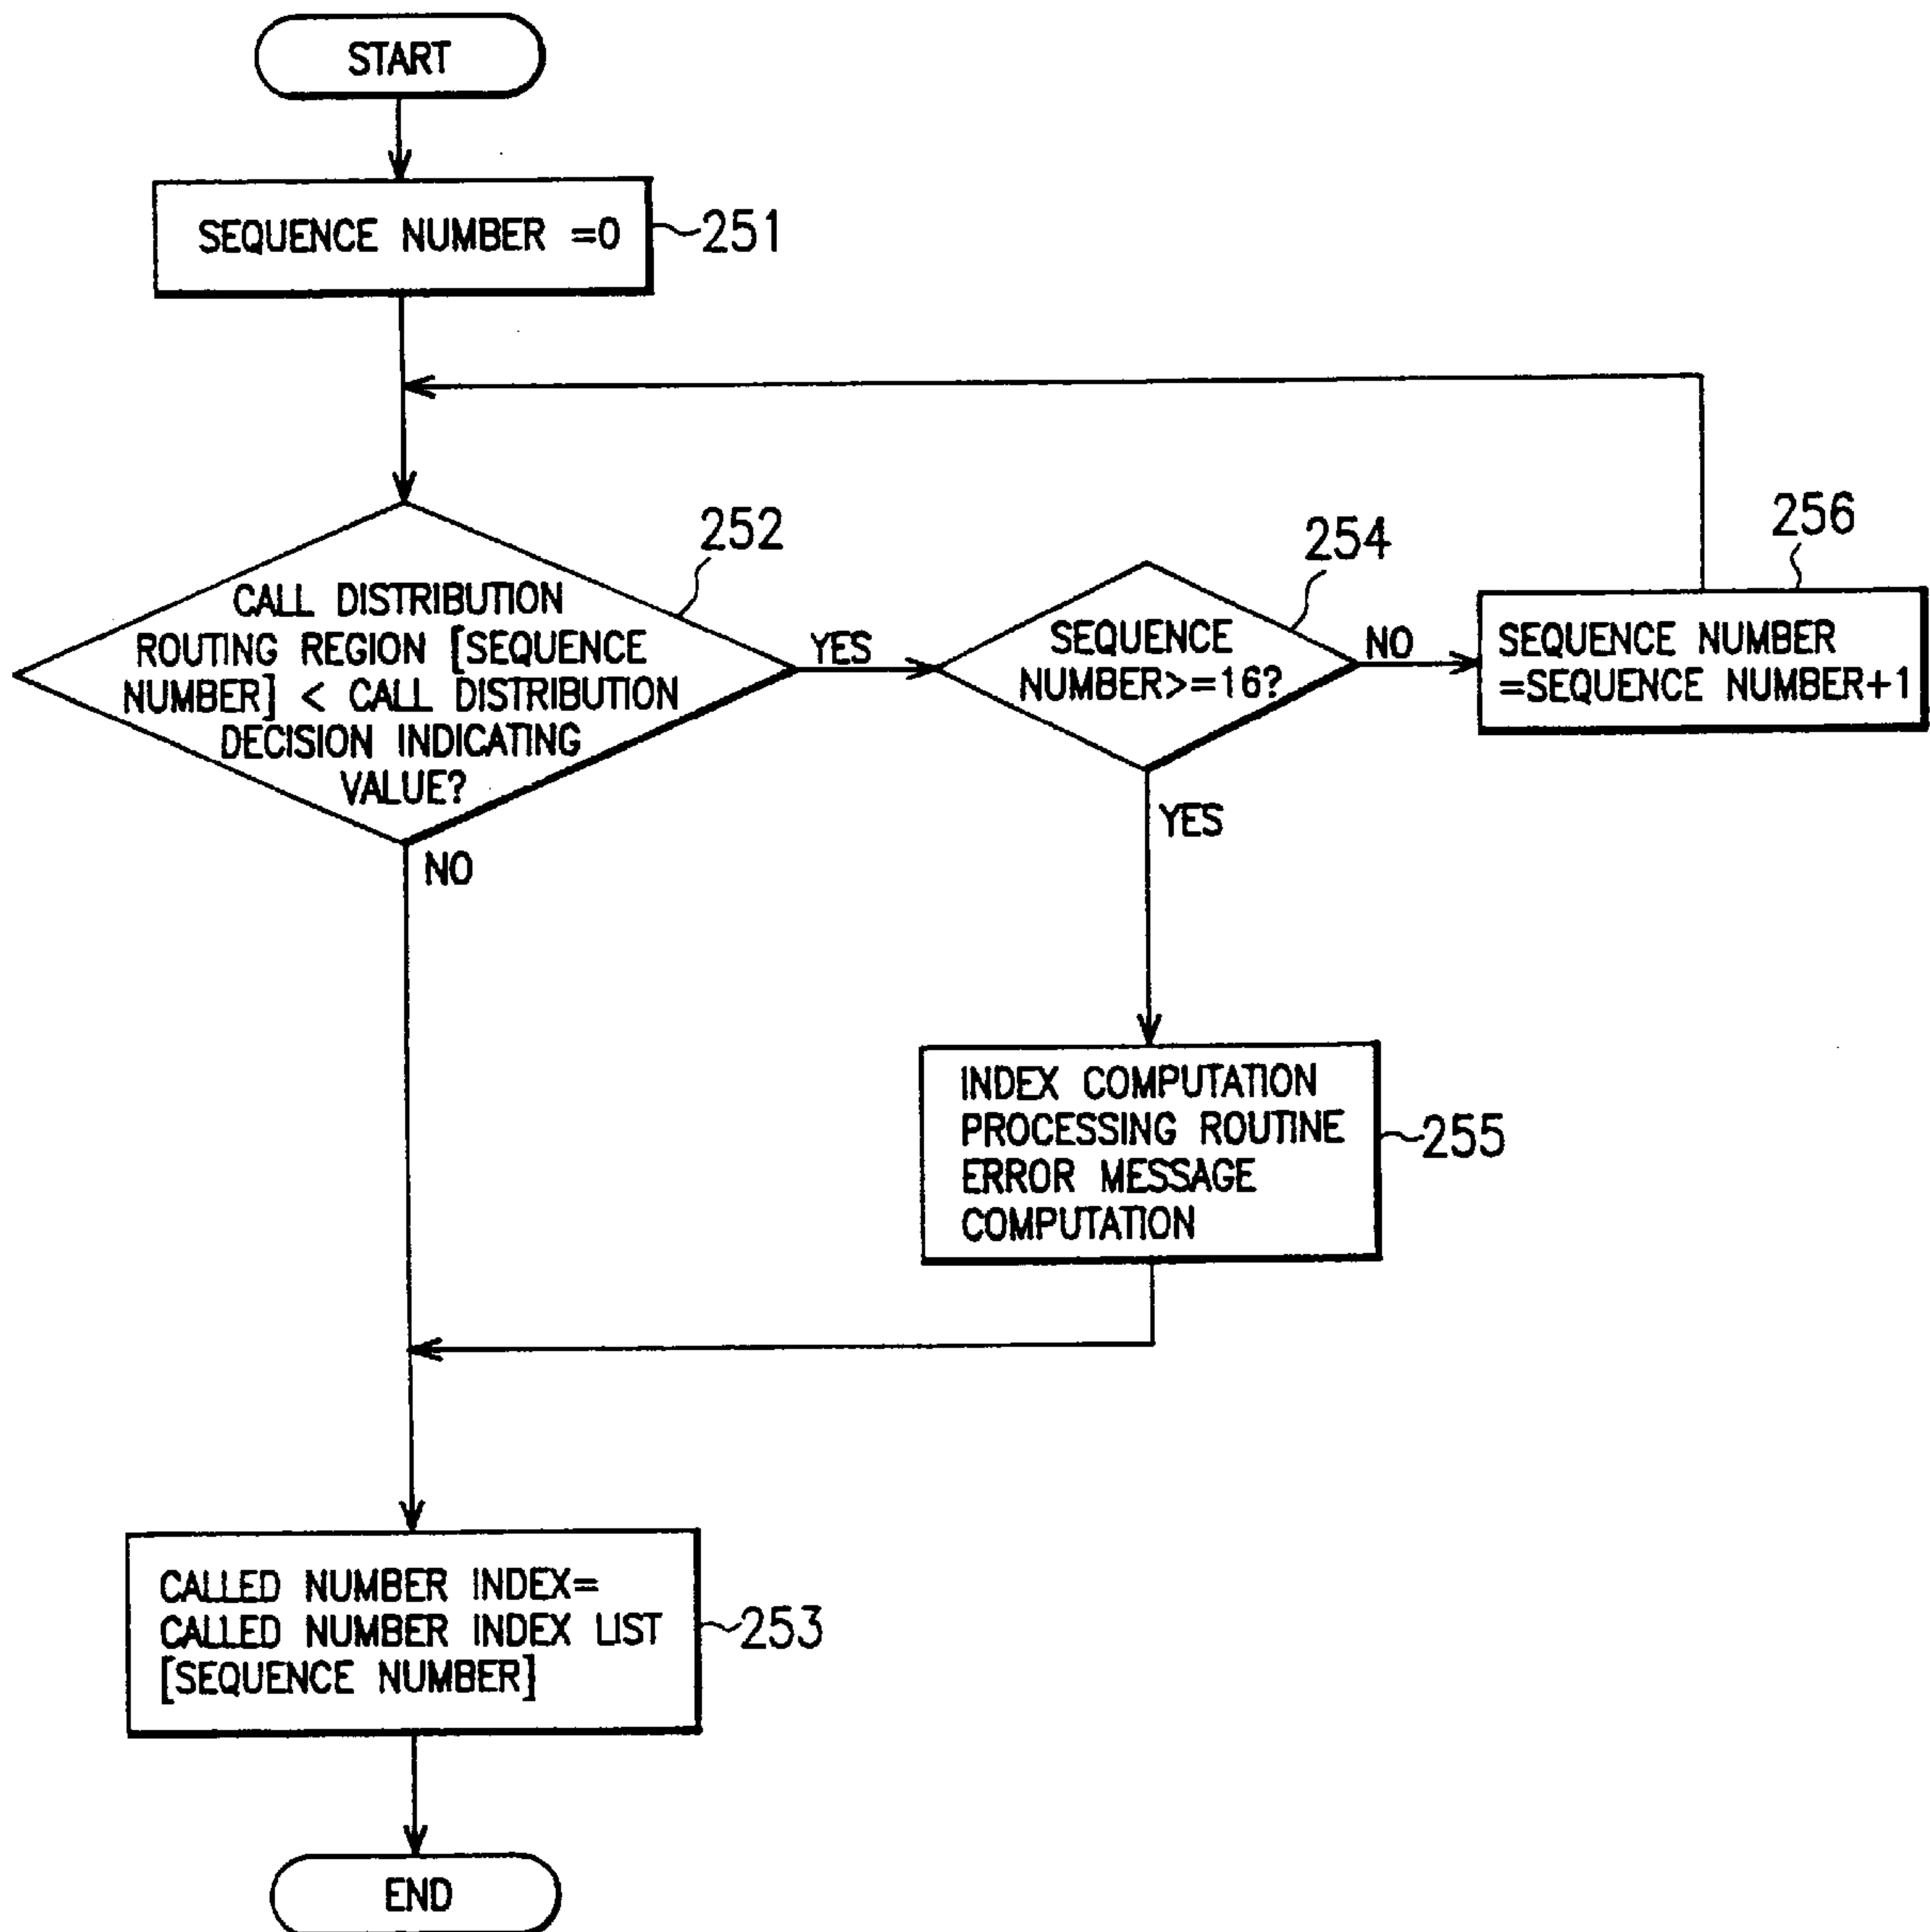 START
SEQUENCE NUMBER =0
251
252
CALL DISTRIBUTION
ROUTING REGION [SEQUENCE
NUMBER] < CALL DISTRIBUTION
DECISION INDICATING
VALUE?
YES
NO
254
SEQUENCE
NUMBER>=16?
NO
YES
256
SEQUENCE NUMBER
=SEQUENCE NUMBER+1
INDEX COMPUTATION
PROCESSING ROUTINE
ERROR MESSAGE
COMPUTATION
255
CALLED NUMBER INDEX=
CALLED NUMBER INDEX LIST
[SEQUENCE NUMBER]
253
END